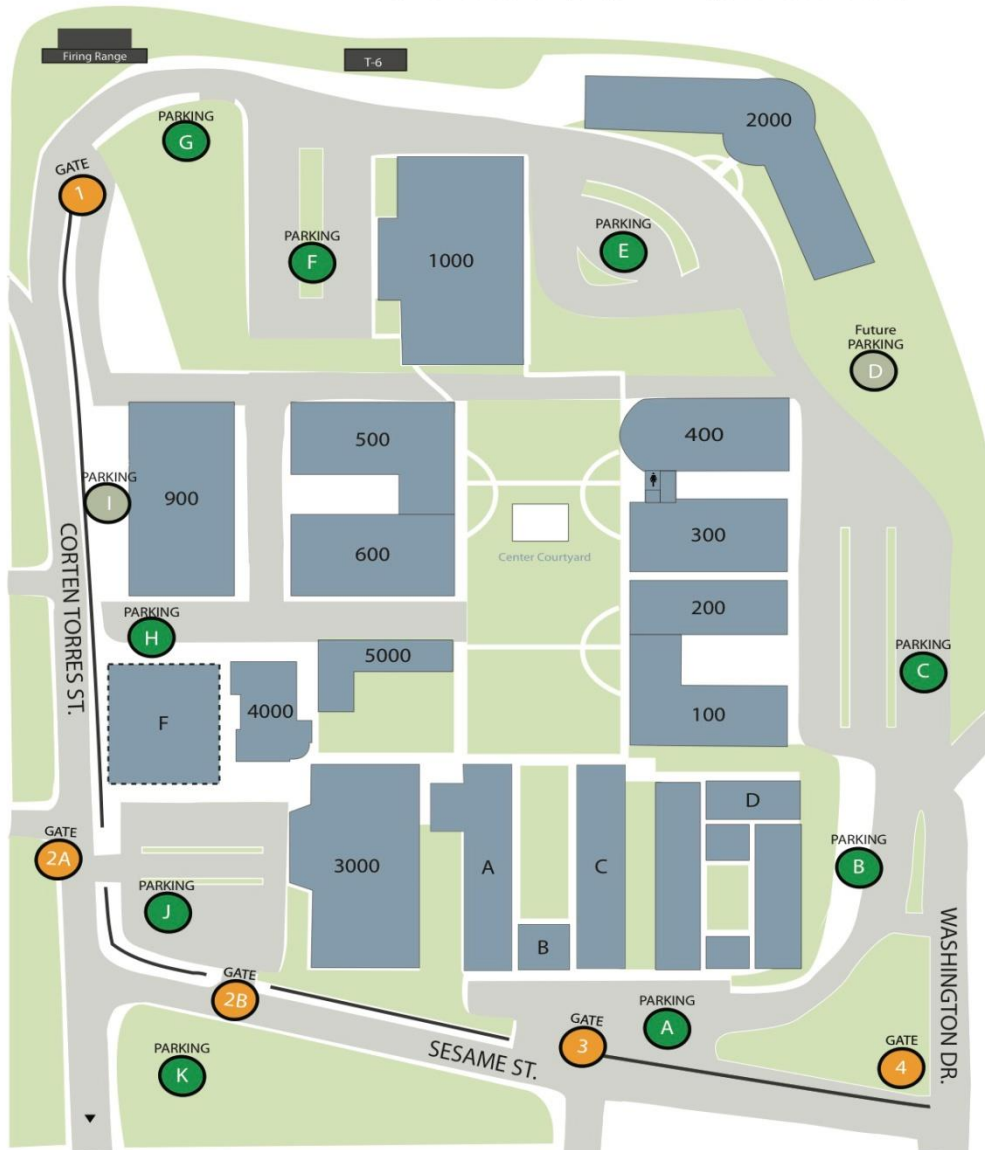 Firing Range
T-6
2000
PARKING
G
GATE
1
PARKING
F
1000
PARKING
E
Future
PARKING
D
500
400
PARKING
I
900
300
Center Courtyard
600
CORTEN TORRES ST.
200
PARKING
H
5000
PARKING
C
F
4000
100
D
GATE
2A
3000
A
C
PARKING
B
PARKING
J
B
WASHINGTON DR.
GATE
2B
PARKING
A
GATE
3
SESAME ST.
GATE
4
PARKING
K